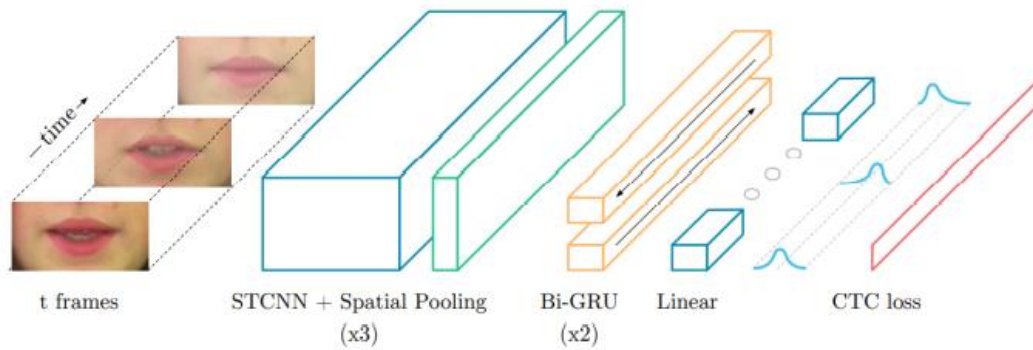 —time→
t frames
STCNN + Spatial Pooling
(x3)
Bi-GRU
(x2)
Linear
CTC loss